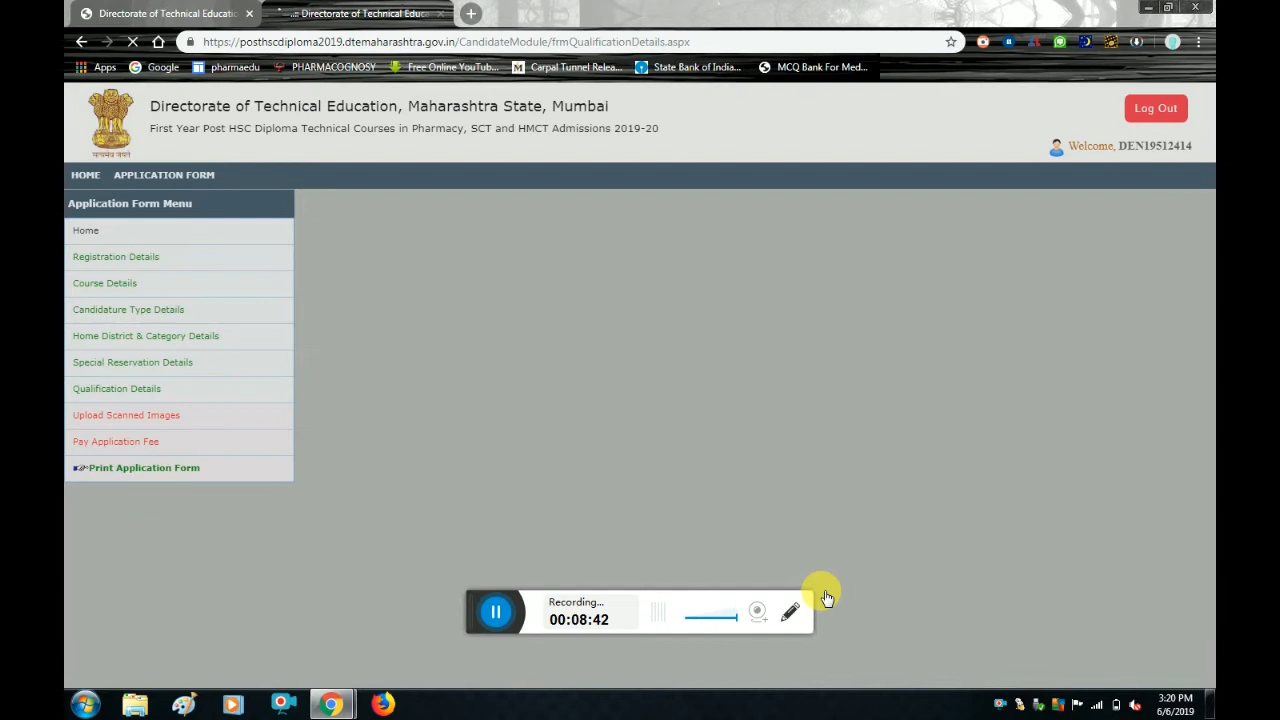 Directorate of Technical Educatio
..:: Directorate of Technical Educ
https://posthscdiploma2019.dtemaharashtra.gov.in/CandidateModule/frmQualificationDetails.aspx
Apps Google pharmaedu PHARMACOGNOSY Free Online YouTub... Carpal Tunnel Relea... State Bank of India... MCQ Bank For Med...
Directorate of Technical Education, Maharashtra State, Mumbai
Log Out
First Year Post HSC Diploma Technical Courses in Pharmacy, SCT and HMCT Admissions 2019-20
सत्यमेव जयते
Welcome, DEN19512414
HOME APPLICATION FORM
Application Form Menu
Home
Registration Details
Course Details
Candidature Type Details
Home District & Category Details
Special Reservation Details
Qualification Details
Upload Scanned Images
Pay Application Fee
Print Application Form
Recording...
00:08:42
3:20 PM
6/6/2019